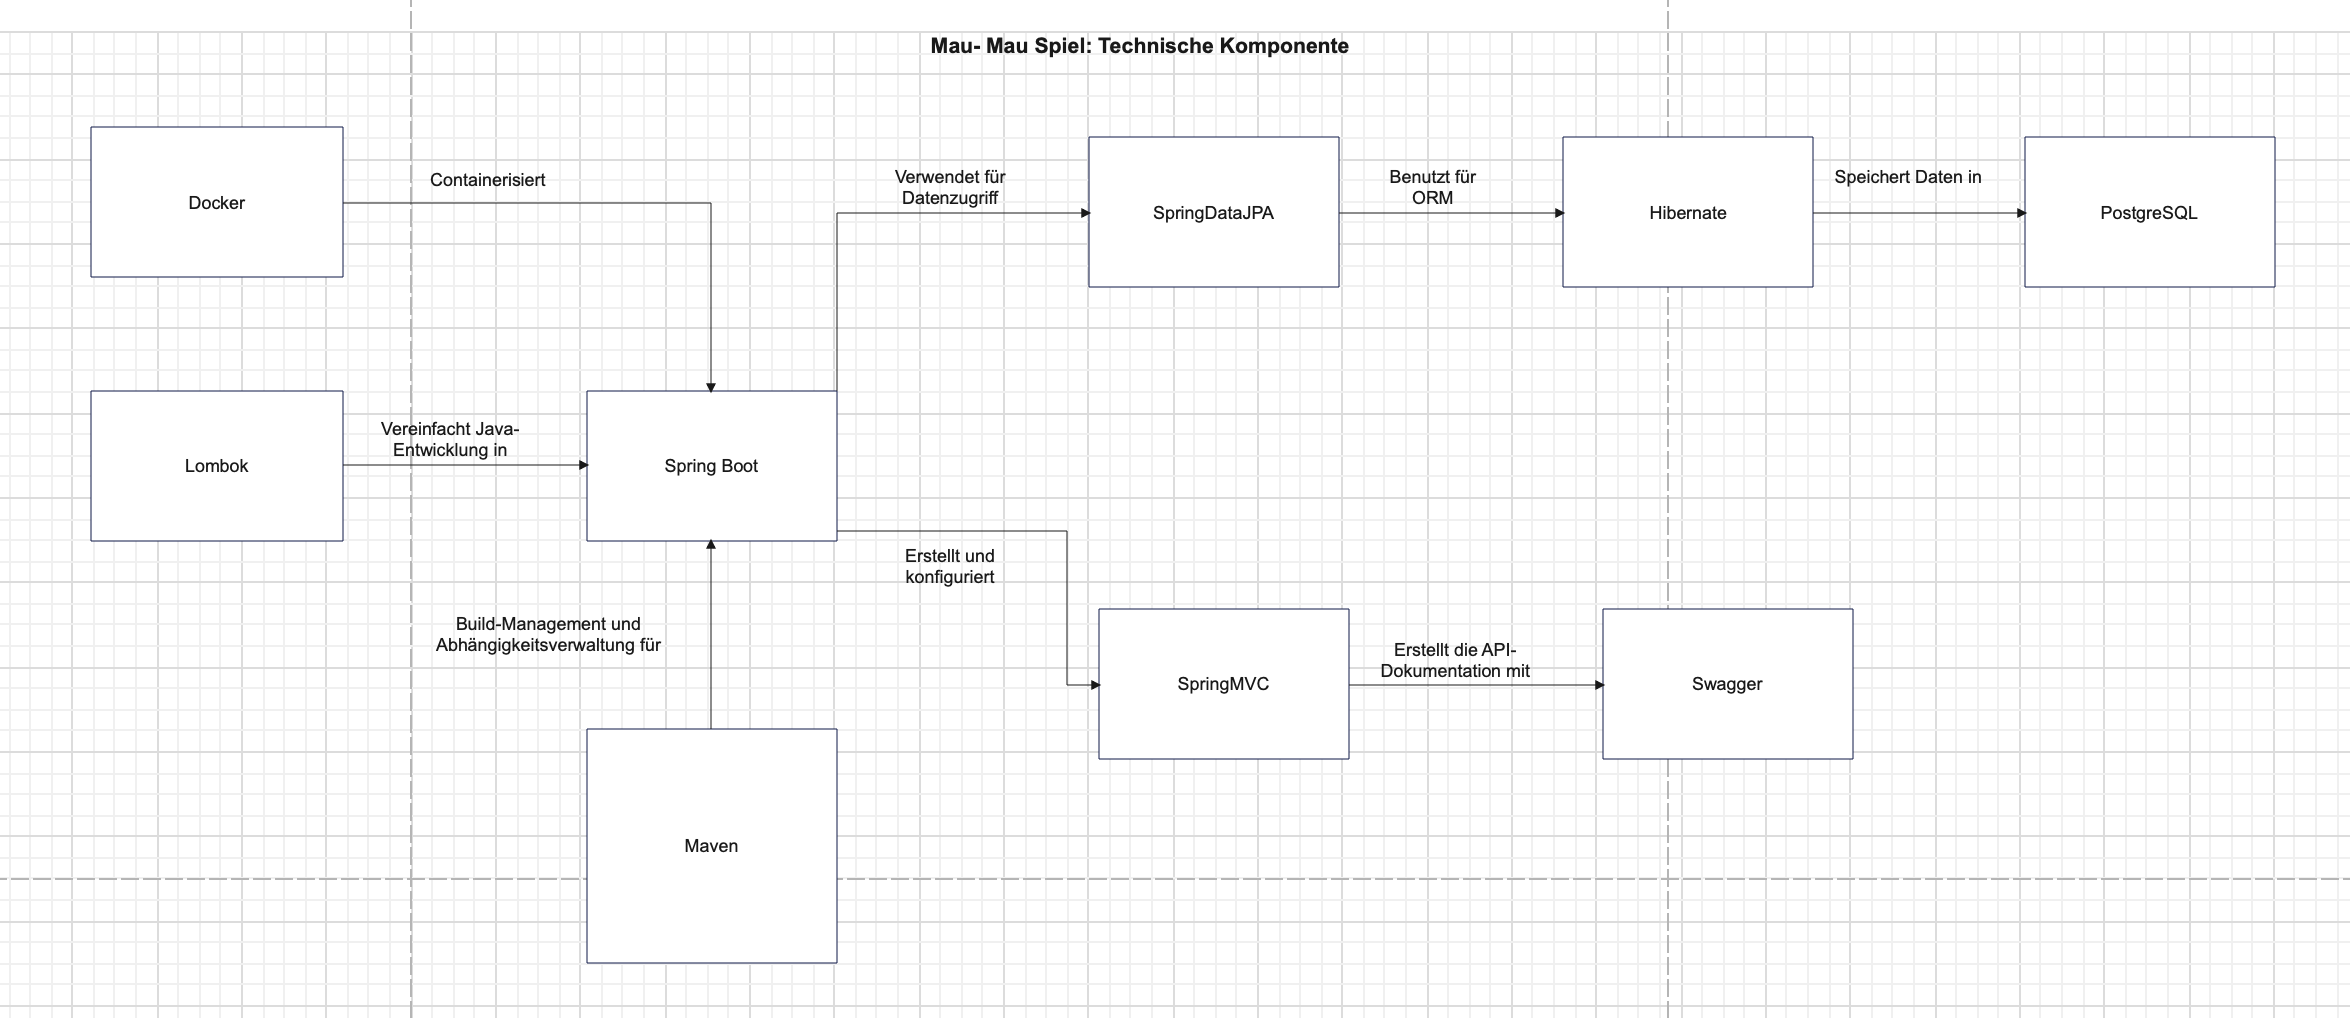 Mau- Mau Spiel: Technische Komponente
Docker
Containerisiert
Verwendet für
Datenzugriff
SpringDataJPA
Benutzt für
ORM
Hibernate
Speichert Daten in
PostgreSQL
Lombok
Vereinfacht Java-
Entwicklung in
Spring Boot
Erstellt und
konfiguriert
Build-Management und
Abhängigkeitsverwaltung für
SpringMVC
Erstellt die API-
Dokumentation mit
Swagger
Maven